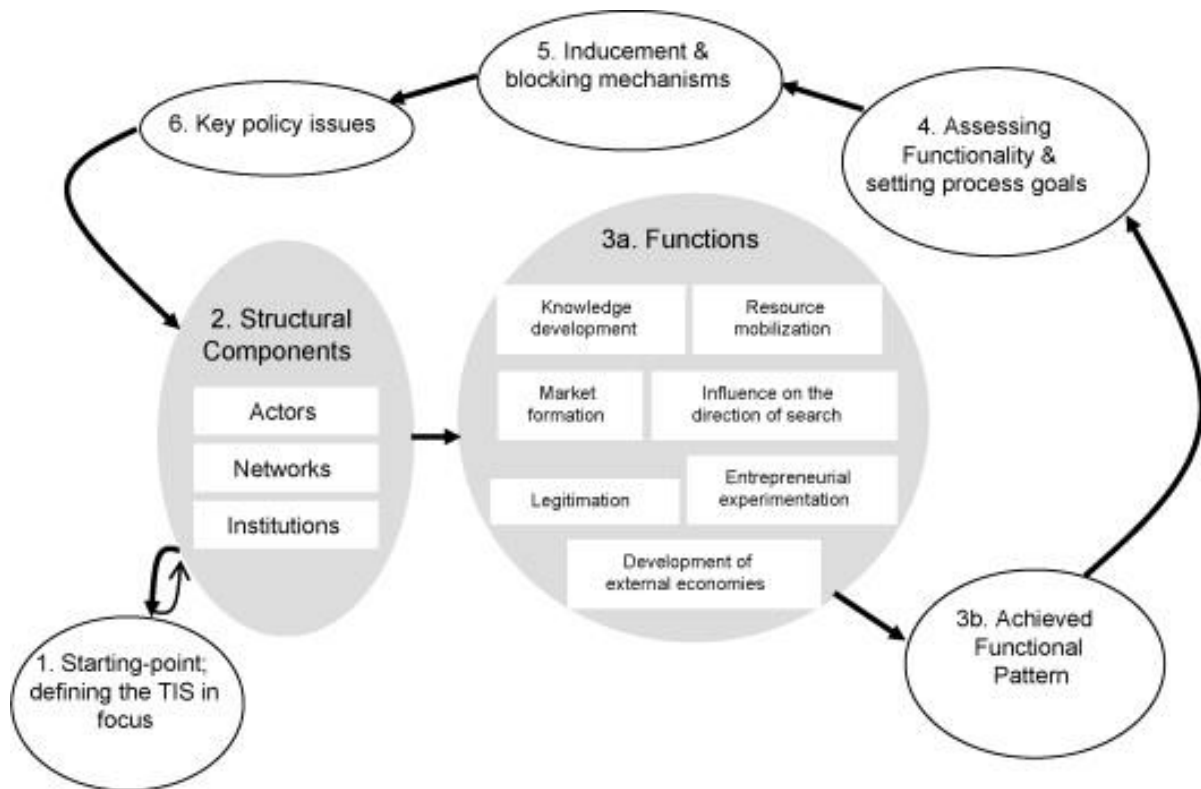 5. Inducement &
blocking mechanisms
6. Key policy issues
4. Assessing
Functionality &
setting process goals
3a. Functions
Knowledge
development
Resource
mobilization
2. Structural
Components
Market
formation
Influence on the
direction of search
Actors
Networks
Institutions
Legitimation
Entrepreneurial
experimentation
Development of
external economies
3b. Achieved
Functional
Pattern
1. Starting-point;
defining the TIS in
focus